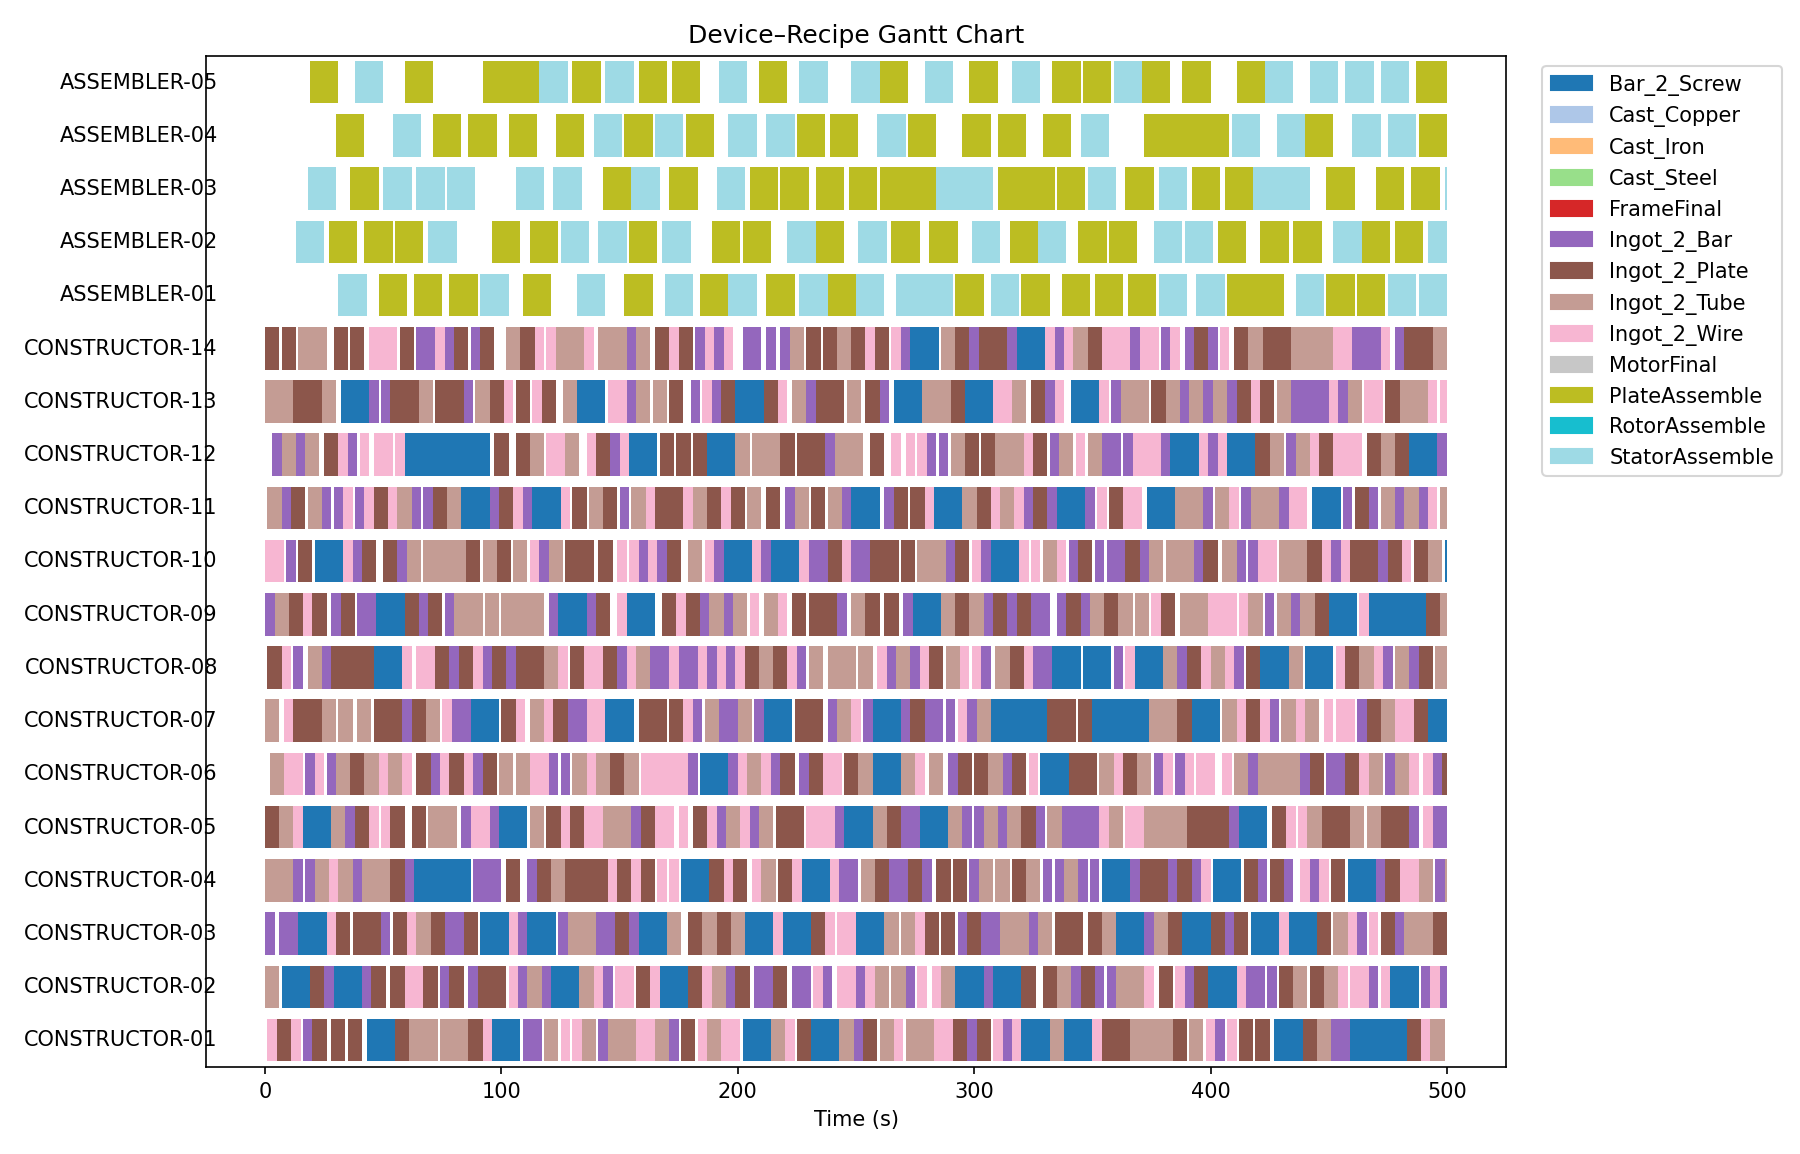 Device–Recipe Gantt Chart
ASSEMBLER-05
ASSEMBLER-04
ASSEMBLER-03
ASSEMBLER-02
ASSEMBLER-01
CONSTRUCTOR-14
CONSTRUCTOR-13
CONSTRUCTOR-12
CONSTRUCTOR-11
CONSTRUCTOR-10
CONSTRUCTOR-09
CONSTRUCTOR-08
CONSTRUCTOR-07
CONSTRUCTOR-06
CONSTRUCTOR-05
CONSTRUCTOR-04
CONSTRUCTOR-03
CONSTRUCTOR-02
CONSTRUCTOR-01
0 100 200 300 400 500
Time (s)
Bar_2_Screw
Cast_Copper
Cast_Iron
Cast_Steel
FrameFinal
Ingot_2_Bar
Ingot_2_Plate
Ingot_2_Tube
Ingot_2_Wire
MotorFinal
PlateAssemble
RotorAssemble
StatorAssemble